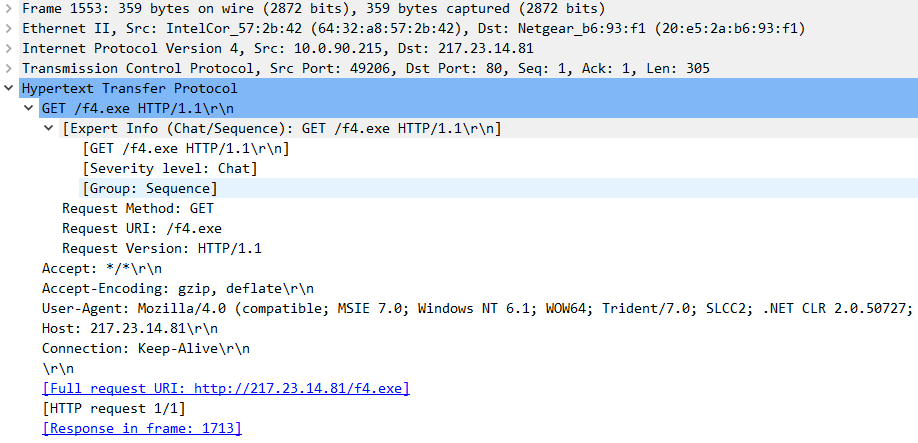 Frame 1553: 359 bytes on wire (2872 bits), 359 bytes captured (2872 bits)
Ethernet II, Src: IntelCor_57:2b:42 (64:32:a8:57:2b:42), Dst: Netgear_b6:93:f1 (20:e5:2a:b6:93:f1)
Internet Protocol Version 4, Src: 10.0.90.215, Dst: 217.23.14.81
Transmission Control Protocol, Src Port: 49206, Dst Port: 80, Seq: 1, Ack: 1, Len: 305
Hypertext Transfer Protocol
GET /f4.exe HTTP/1.1\r\n
[Expert Info (Chat/Sequence): GET /f4.exe HTTP/1.1\r\n]
[GET /f4.exe HTTP/1.1\r\n]
[Severity level: Chat]
[Group: Sequence]
Request Method: GET
Request URI: /f4.exe
Request Version: HTTP/1.1
Accept: */*\r\n
Accept-Encoding: gzip, deflate\r\n
User-Agent: Mozilla/4.0 (compatible; MSIE 7.0; Windows NT 6.1; WOW64; Trident/7.0; SLCC2; .NET CLR 2.0.50727;
Host: 217.23.14.81\r\n
Connection: Keep-Alive\r\n
\r\n
[Full request URI: http://217.23.14.81/f4.exe]
[HTTP request 1/1]
[Response in frame: 1713]